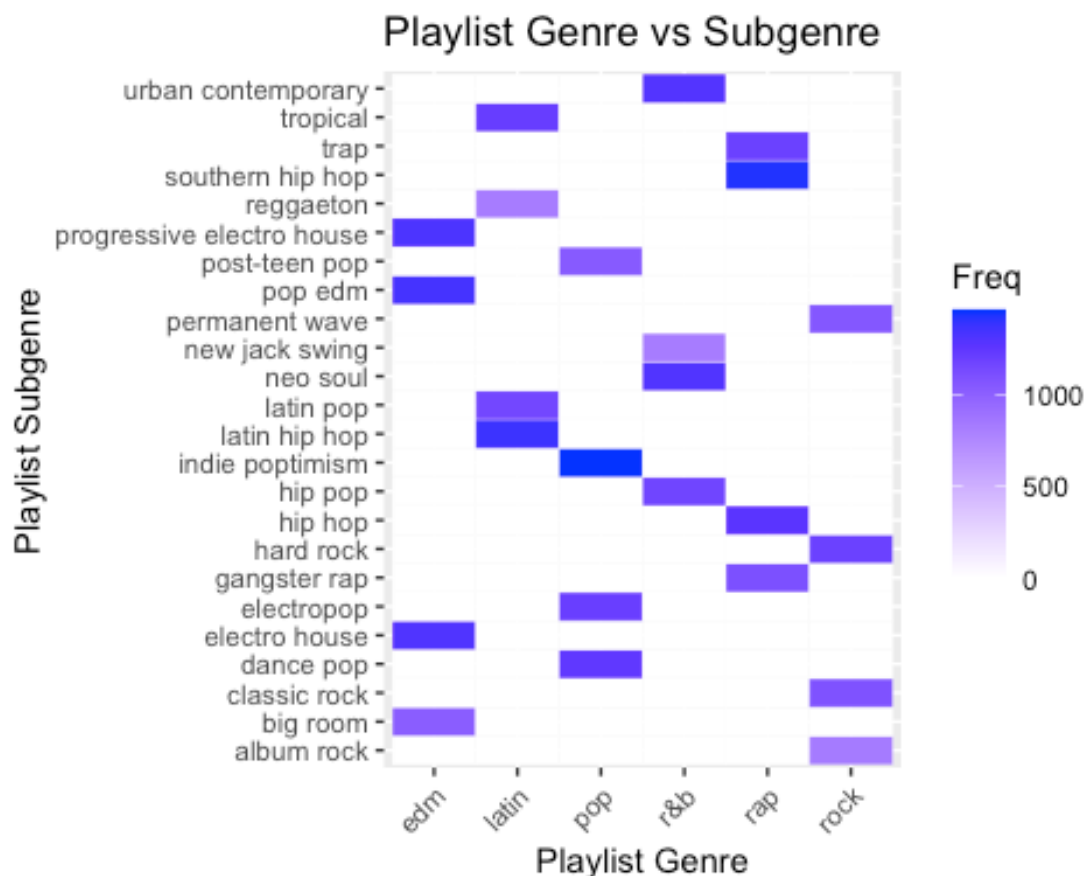 Playlist Genre vs Subgenre
urban contemporary
tropical
trap
southern hip hop
reggaeton
progressive electro house
post-teen pop
pop edm
permanent wave
new jack swing
neo soul
latin pop
latin hip hop
indie poptimism
hip pop
hip hop
hard rock
gangster rap
electropop
electro house
dance pop
classic rock
big room
album rock
Playlist Subgenre
edm
latin
pop
r&b
rap
rock
Playlist Genre
Freq
1000
500
0